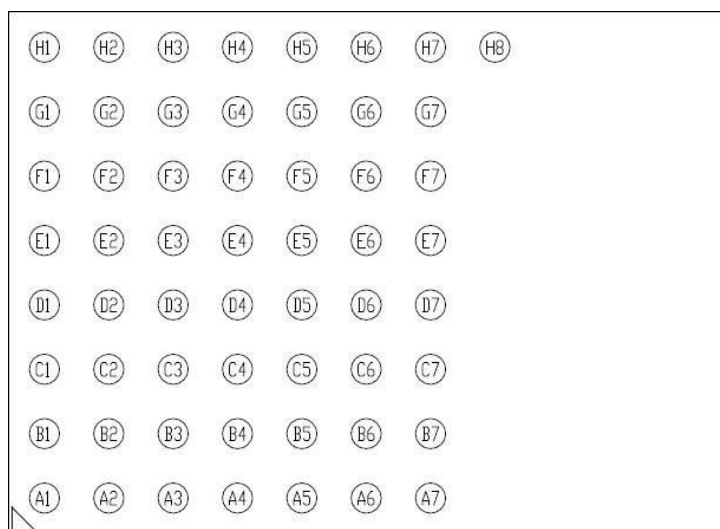 H1 H2 H3 H4 H5 H6 H7 H8
G1 G2 G3 G4 G5 G6 G7
F1 F2 F3 F4 F5 F6 F7
E1 E2 E3 E4 E5 E6 E7
D1 D2 D3 D4 D5 D6 D7
C1 C2 C3 C4 C5 C6 C7
B1 B2 B3 B4 B5 B6 B7
A1 A2 A3 A4 A5 A6 A7